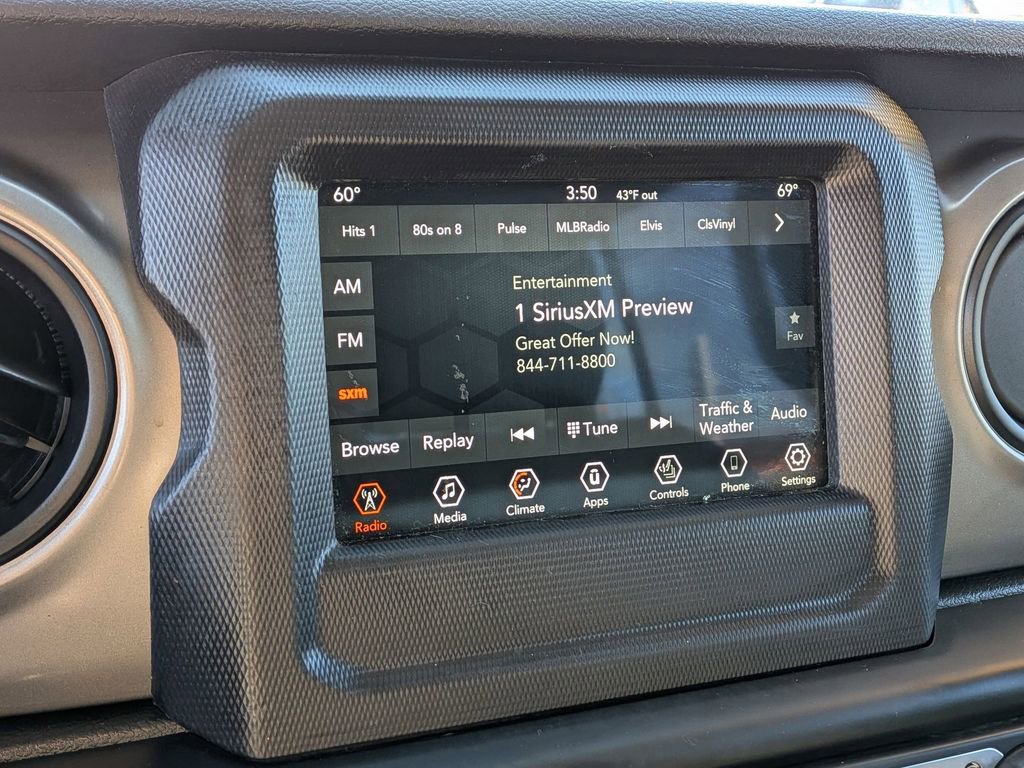 60° 3:50 43°F out 69°
Hits 1 80s on 8 Pulse MLBRadio Elvis ClsVinyl
AM
FM
sxm
Entertainment
1 SiriusXM Preview
Great Offer Now!
844-711-8800
Fav
Browse Replay Tune Traffic & Weather Audio
Radio Media Climate Apps Controls Phone Settings